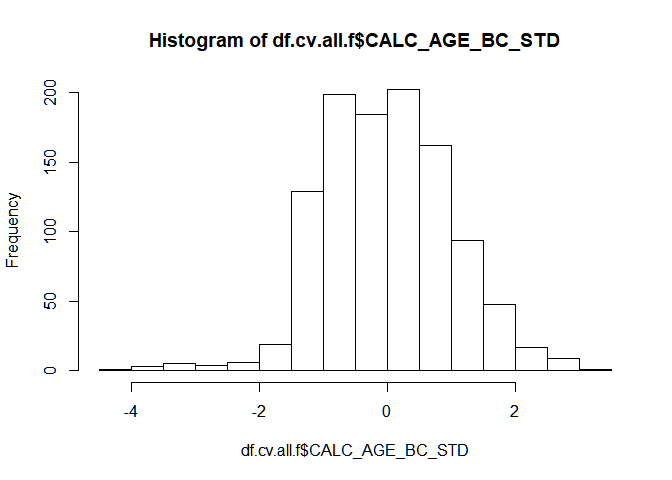 Histogram of df.cv.all.f$CALC_AGE_BC_STD
Frequency
200
150
100
50
0
-4 -2 0 2
df.cv.all.f$CALC_AGE_BC_STD